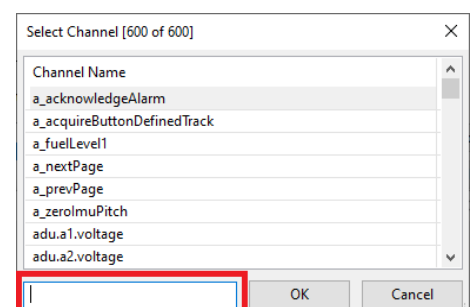 Select Channel [600 of 600]
Channel Name
a_acknowledgeAlarm
a_acquireButtonDefinedTrack
a_fuelLevel1
a_nextPage
a_prevPage
a_zeroImuPitch
adu.a1.voltage
adu.a2.voltage
OK Cancel